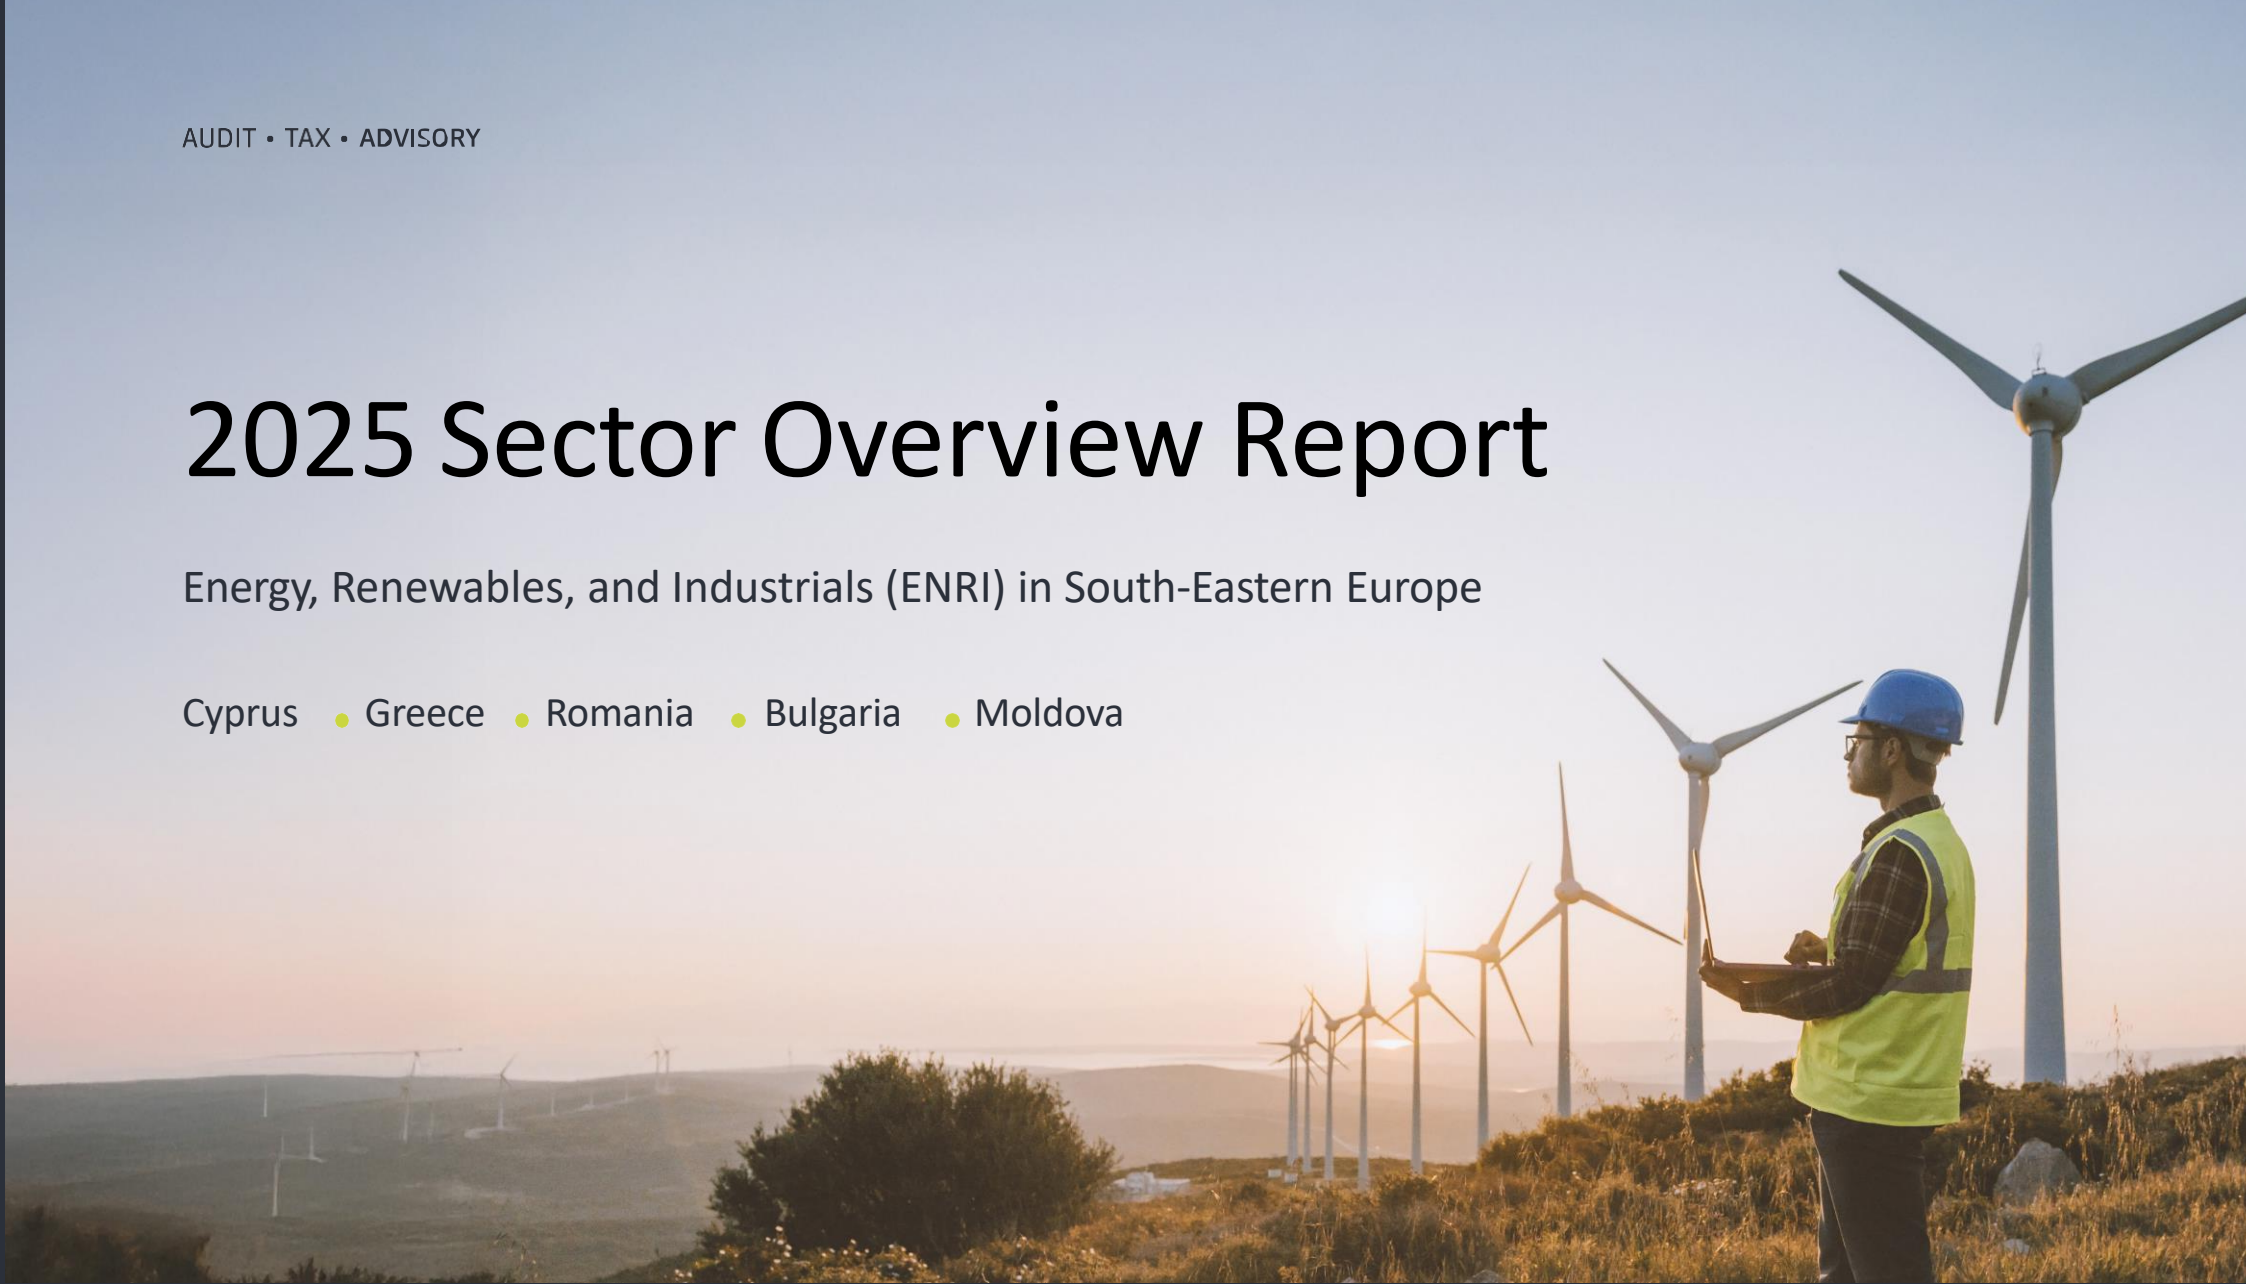 AUDIT • TAX • ADVISORY
2025 Sector Overview Report
Energy, Renewables, and Industrials (ENRI) in South-Eastern Europe
Cyprus • Greece • Romania • Bulgaria • Moldova